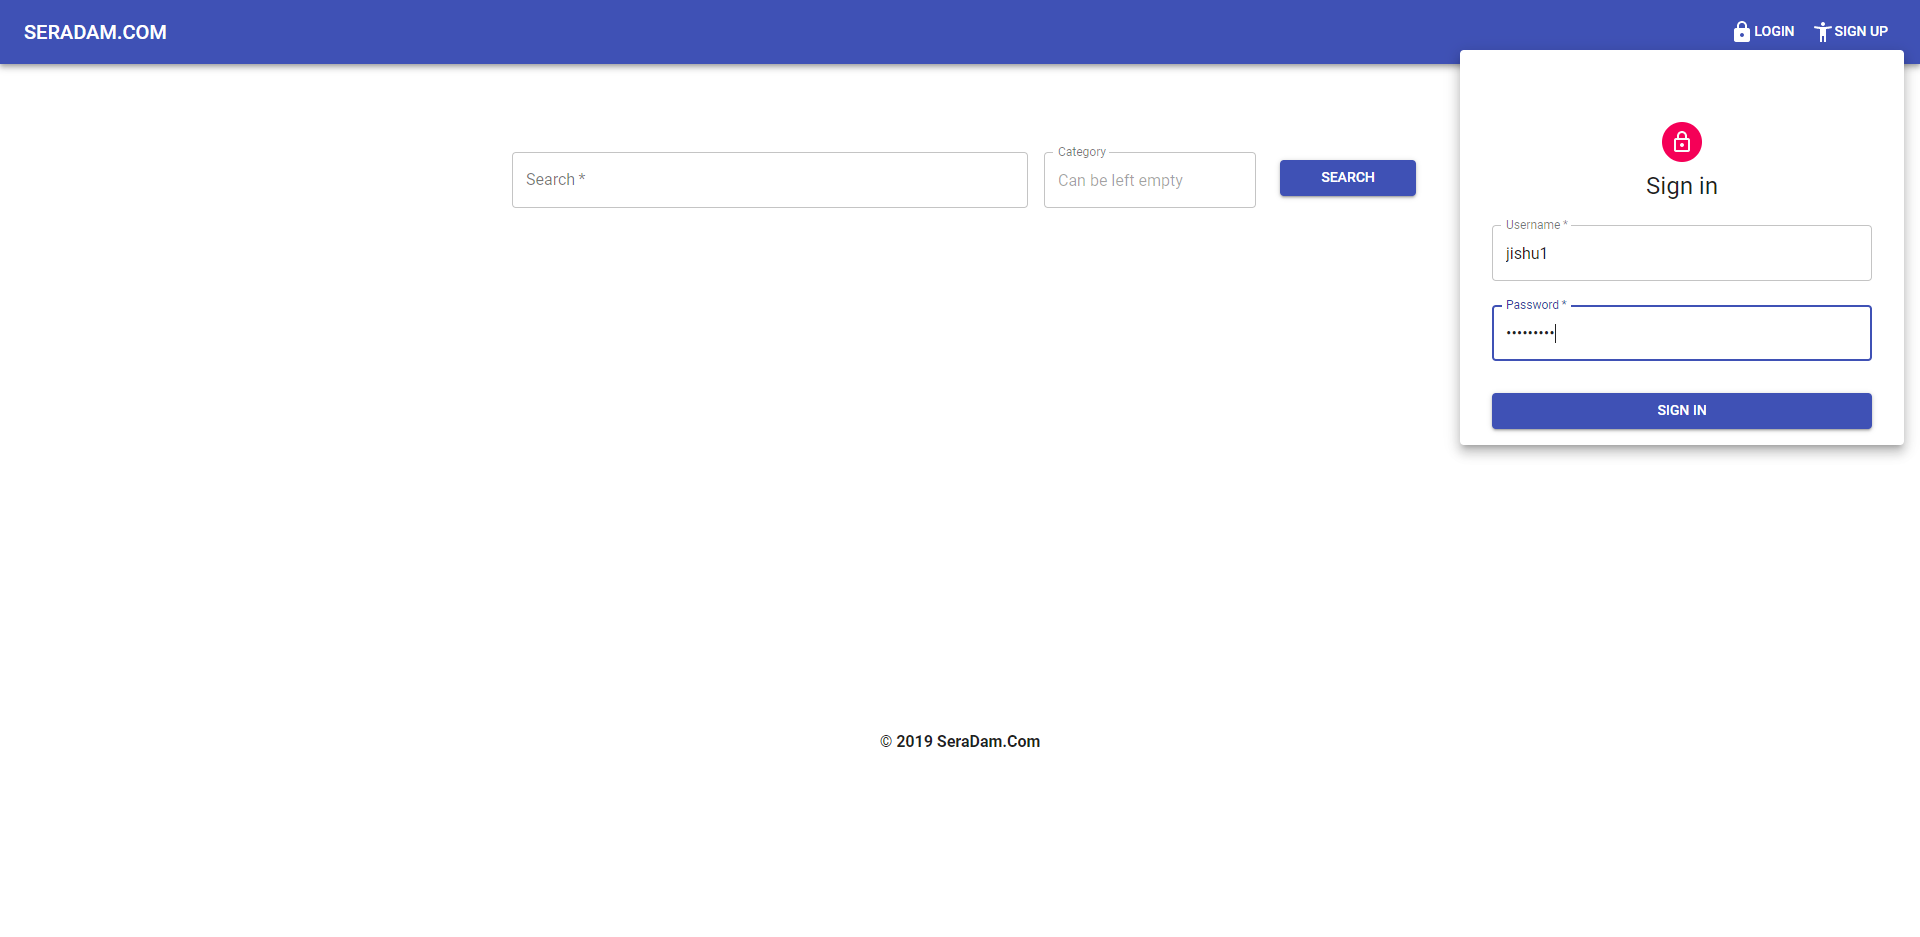 SERADAM.COM
LOGIN
SIGN UP
Search *
Category
Can be left empty
SEARCH
Sign in
Username *
jishu1
Password *
•••••••••
SIGN IN
© 2019 SeraDam.Com